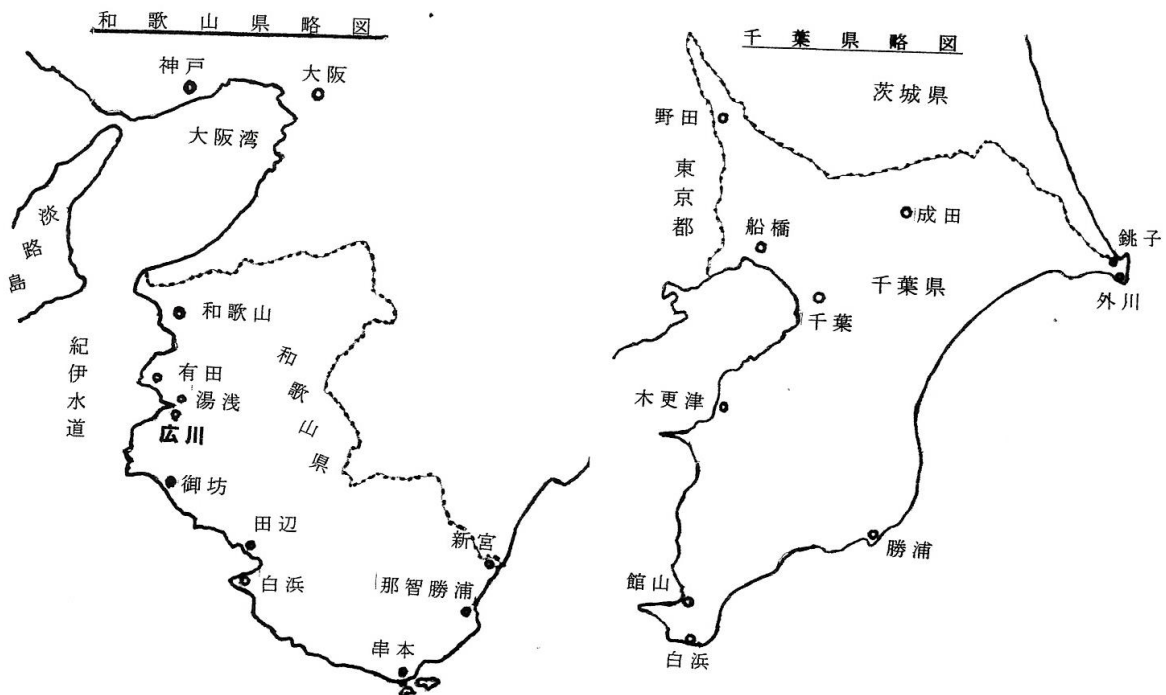 和歌山県略図
神戸
大阪
大阪湾
淡路島
和歌山
紀伊水道
有田
湯浅
広川
和歌山県
御坊
田辺
新宮
白浜
那智勝浦
串本
千葉県略図
茨城県
野田
東京都
成田
船橋
銚子
千葉県
外川
千葉
木更津
勝浦
館山
白浜